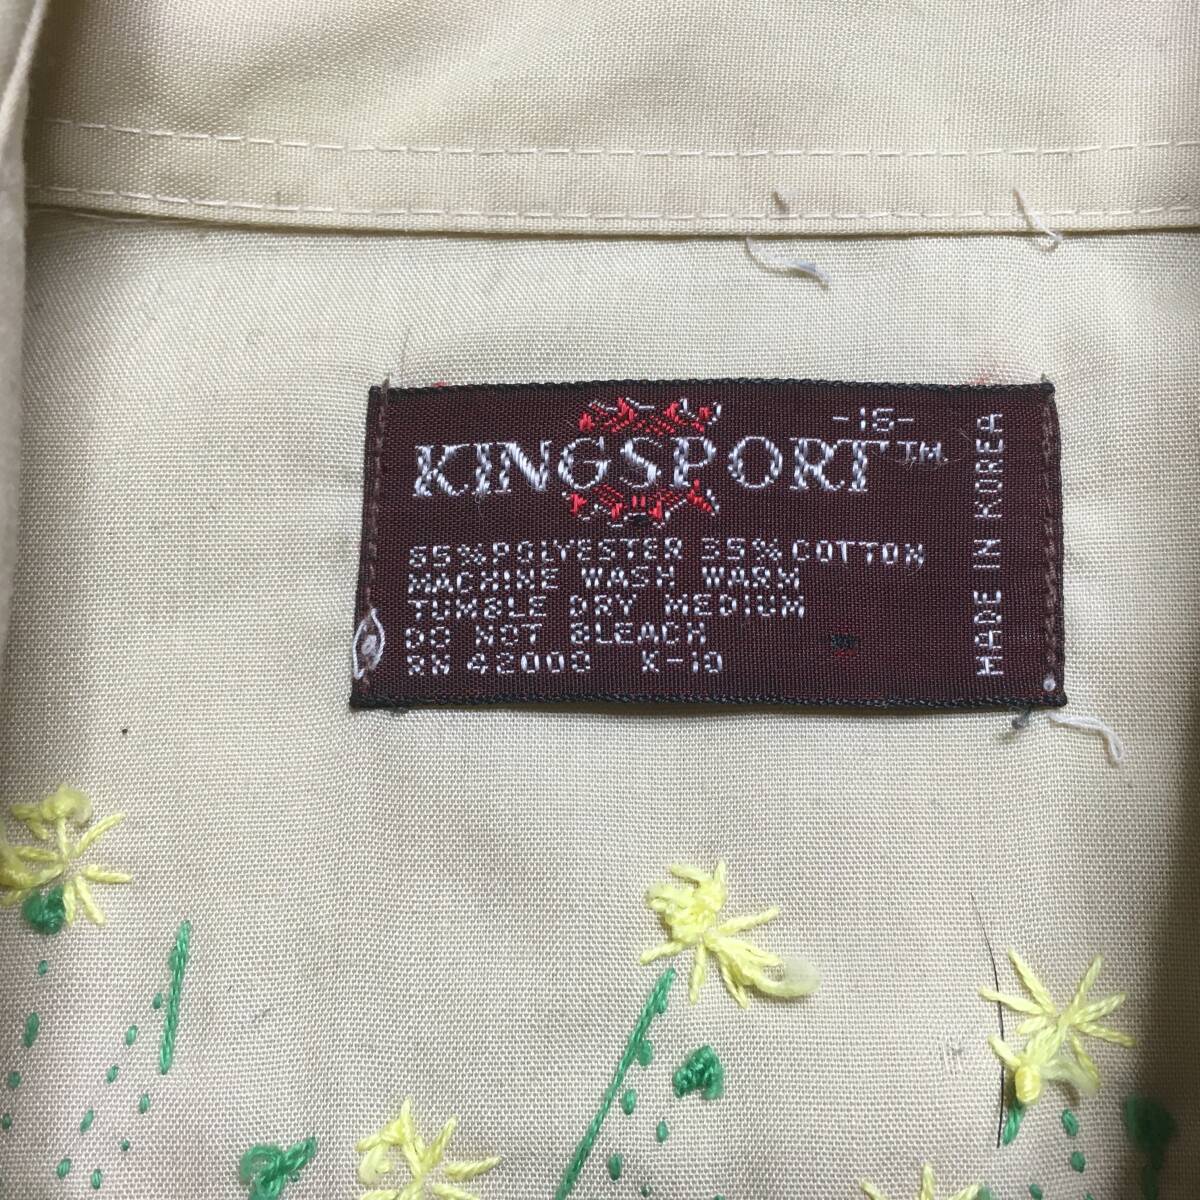 -16-
KINGSPORT™
65% POLYESTER 35% COTTON
MACHINE WASH WARM
TUMBLE DRY MEDIUM
DO NOT BLEACH
RN 42000 K-10
MADE IN KOREA